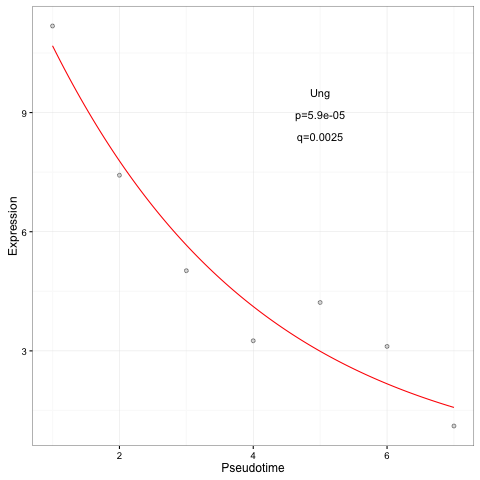 Ung
p=5.9e-05
q=0.0025
9
6
3
Expression
2 4 6
Pseudotime